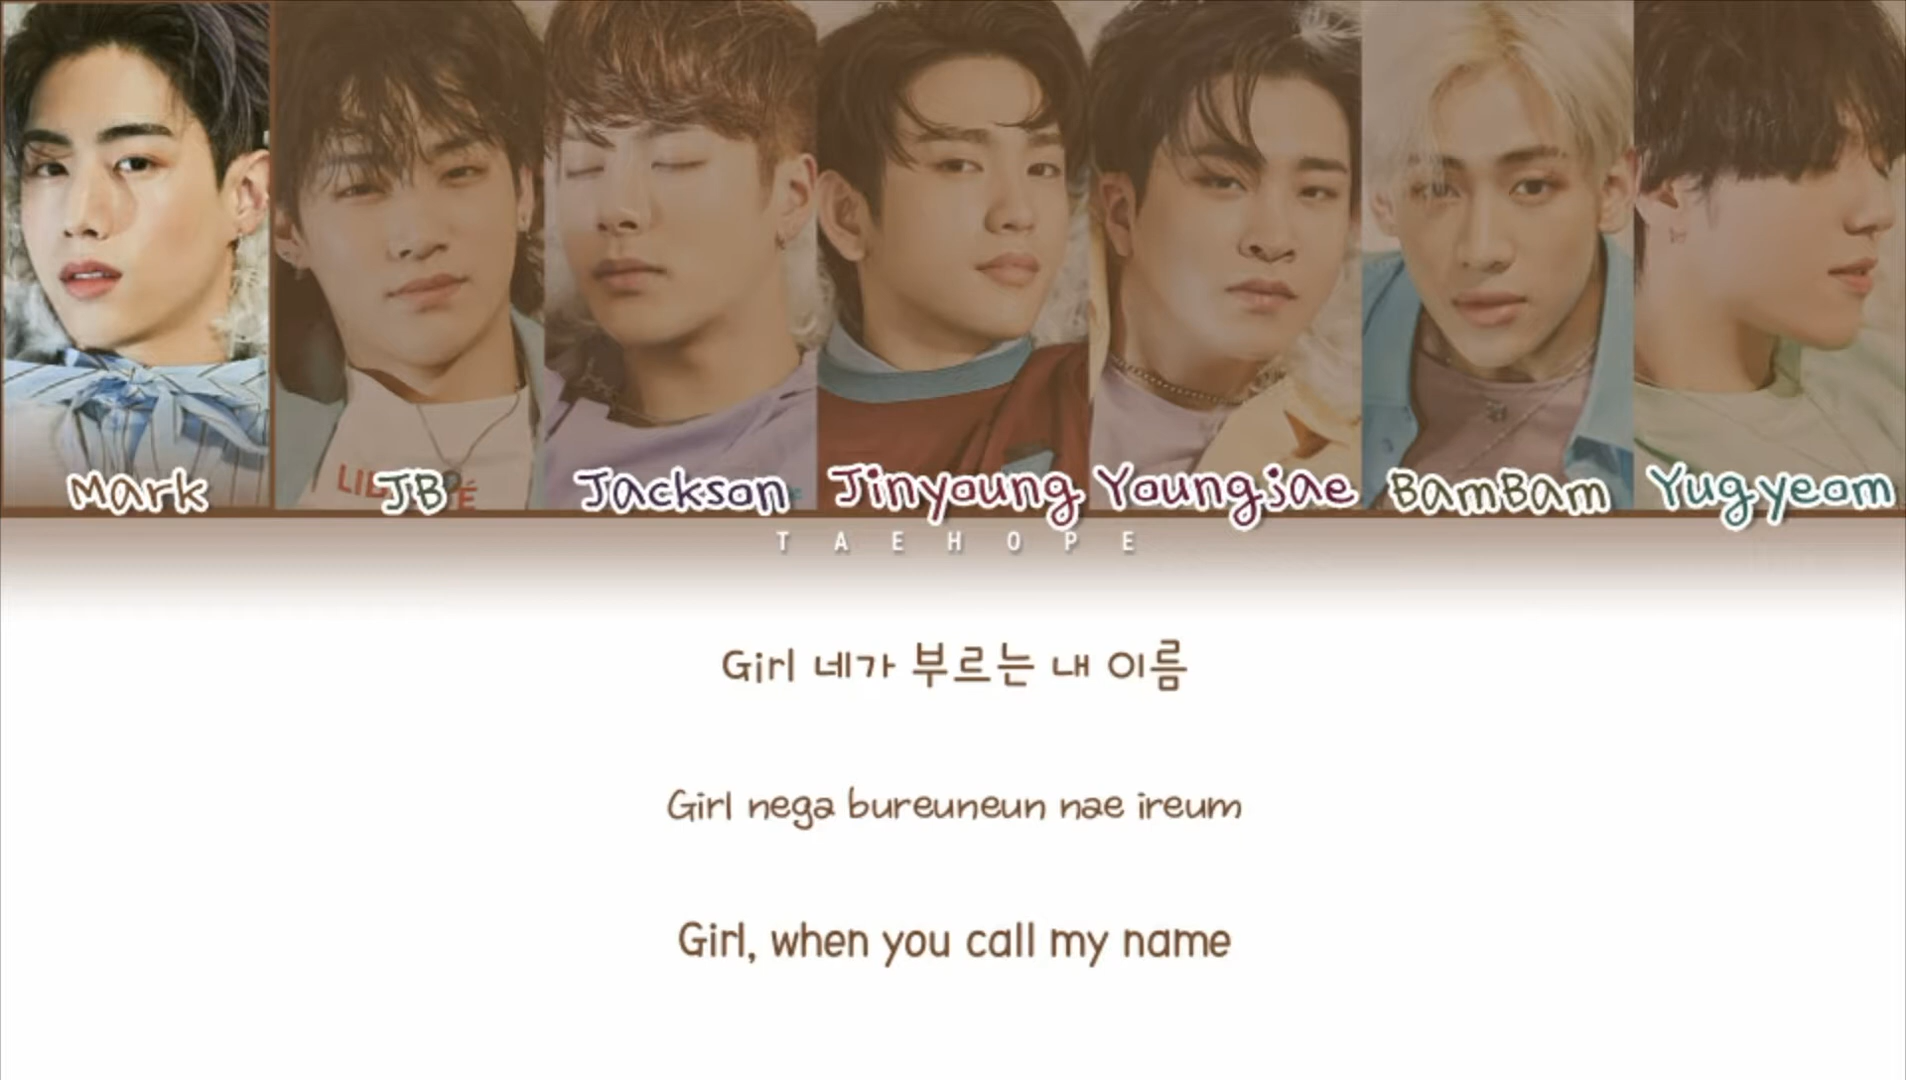 Mark JB Jackson Jinyoung Youngjae BamBam Yugyeom
TAEHOPE
Girl 네가 부르는 내 이름
Girl nega bureuneun nae ireum
Girl, when you call my name